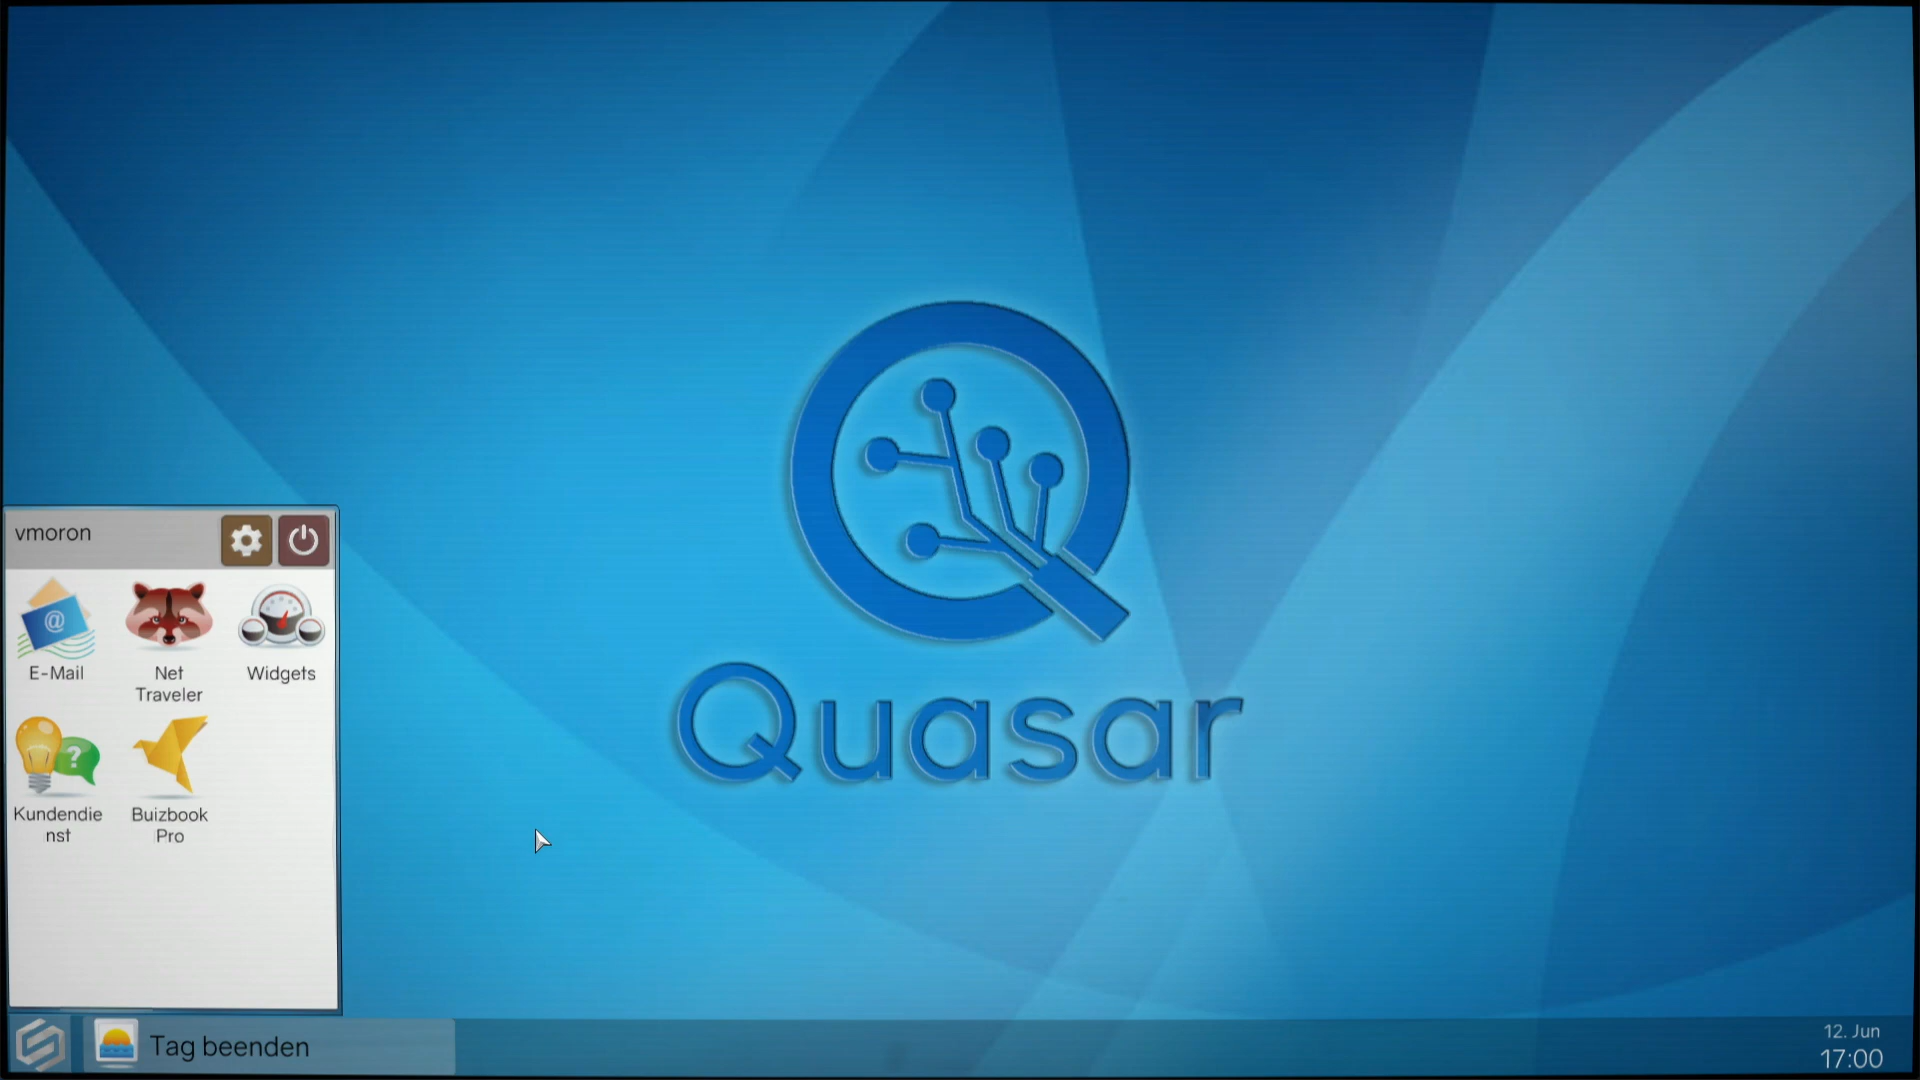 Quasar
vmoron
E-Mail
Net
Traveler
Widgets
Kundendie
nst
Buizbook
Pro
Tag beenden
12. Jun
17:00